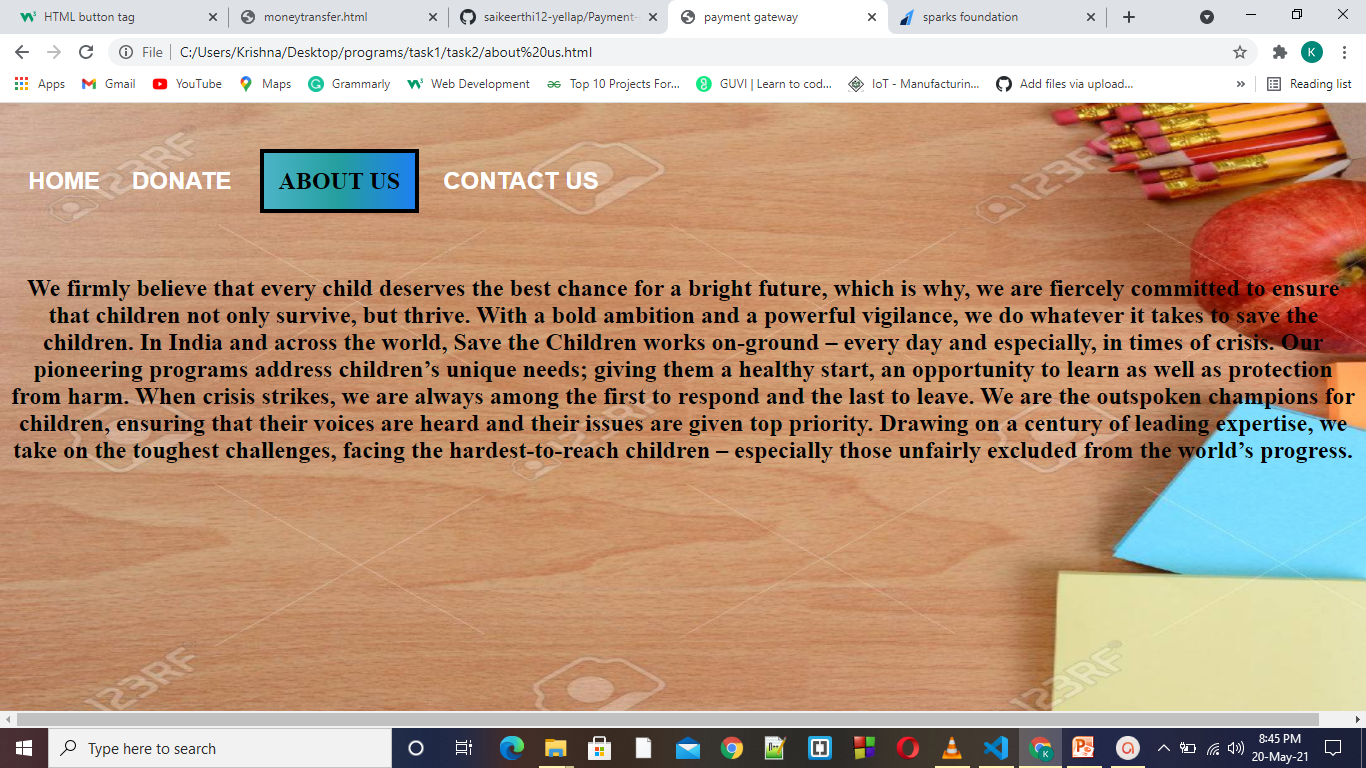 HTML button tag
moneytransfer.html
saikeerthi12-yellap/Payment-
payment gateway
sparks foundation
File
C:/Users/Krishna/Desktop/programs/task1/task2/about%20us.html
K
Apps
Gmail
YouTube
Maps
Grammarly
Web Development
Top 10 Projects For...
GUVI | Learn to cod...
IoT - Manufacturin...
Add files via upload...
»
Reading list
HOME
DONATE
ABOUT US
CONTACT US
We firmly believe that every child deserves the best chance for a bright future, which is why, we are fiercely committed to ensure
that children not only survive, but thrive. With a bold ambition and a powerful vigilance, we do whatever it takes to save the
children. In India and across the world, Save the Children works on-ground – every day and especially, in times of crisis. Our
pioneering programs address children’s unique needs; giving them a healthy start, an opportunity to learn as well as protection
from harm. When crisis strikes, we are always among the first to respond and the last to leave. We are the outspoken champions for
children, ensuring that their voices are heard and their issues are given top priority. Drawing on a century of leading expertise, we
take on the toughest challenges, facing the hardest-to-reach children – especially those unfairly excluded from the world’s progress.
123RF
123RF
123RF
123RF
Type here to search
8:45 PM
20-May-21